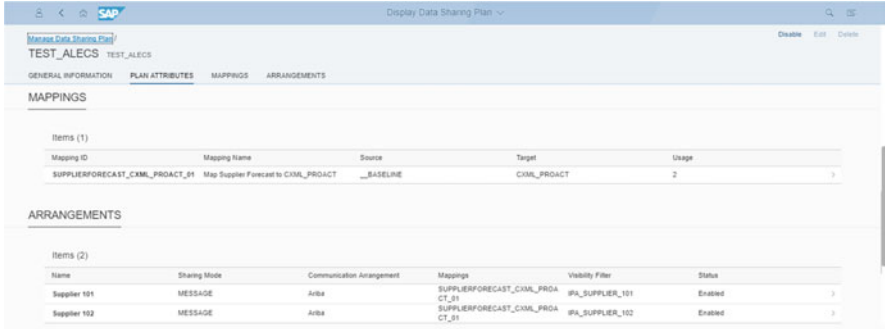 SAP
Display Data Sharing Plan
Manage Data Sharing Plan /
Disable Edit Delete
TEST_ALECS TEST_ALECS
GENERAL INFORMATION PLAN ATTRIBUTES MAPPINGS ARRANGEMENTS
MAPPINGS
Items (1)
Mapping ID Mapping Name Source Target Usage
SUPPLIERFORECAST_CXML_PROACT_01 Map Supplier Forecast to CXML_PROACT __BASELINE CXML_PROACT 2
ARRANGEMENTS
Items (2)
Name Sharing Mode Communication Arrangement Mappings Visibility Filter Status
Supplier 101 MESSAGE Ariba SUPPLIERFORECAST_CXML_PROA IPA_SUPPLIER_101 Enabled
CT_01
Supplier 102 MESSAGE Ariba SUPPLIERFORECAST_CXML_PROA IPA_SUPPLIER_102 Enabled
CT_01